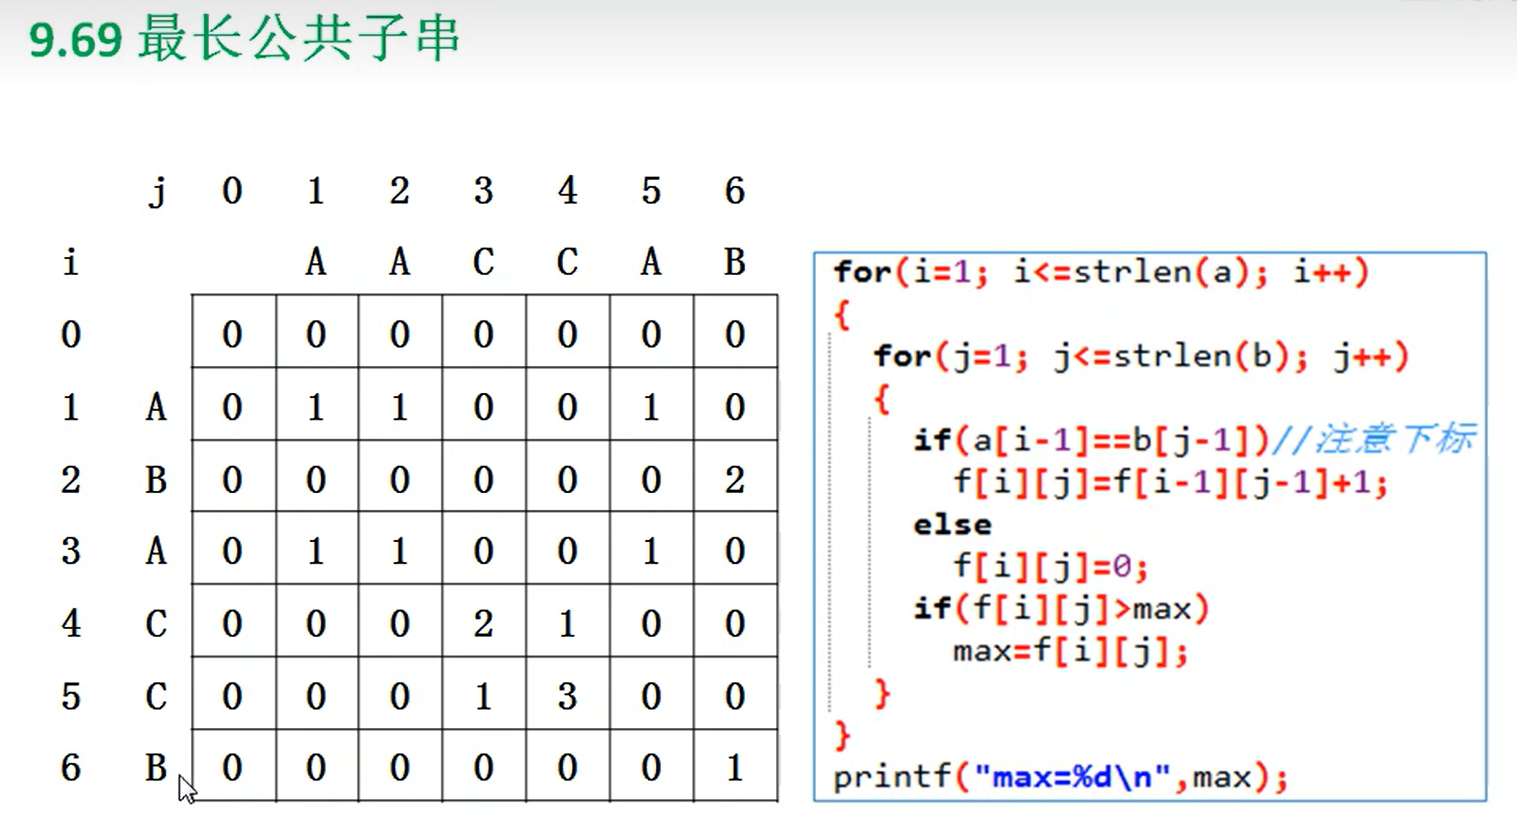 9.69 最长公共子串
j 0 1 2 3 4 5 6
i A A C C A B
0 0 0 0 0 0 0 0
1 A 0 1 1 0 0 1 0
2 B 0 0 0 0 0 0 2
3 A 0 1 1 0 0 1 0
4 C 0 0 0 2 1 0 0
5 C 0 0 0 1 3 0 0
6 B 0 0 0 0 0 0 1
for(i=1; i<=strlen(a); i++)
{
for(j=1; j<=strlen(b); j++)
{
if(a[i-1]==b[j-1])//注意下标
f[i][j]=f[i-1][j-1]+1;
else
f[i][j]=0;
if(f[i][j]>max)
max=f[i][j];
}
}
printf("max=%d\n",max);